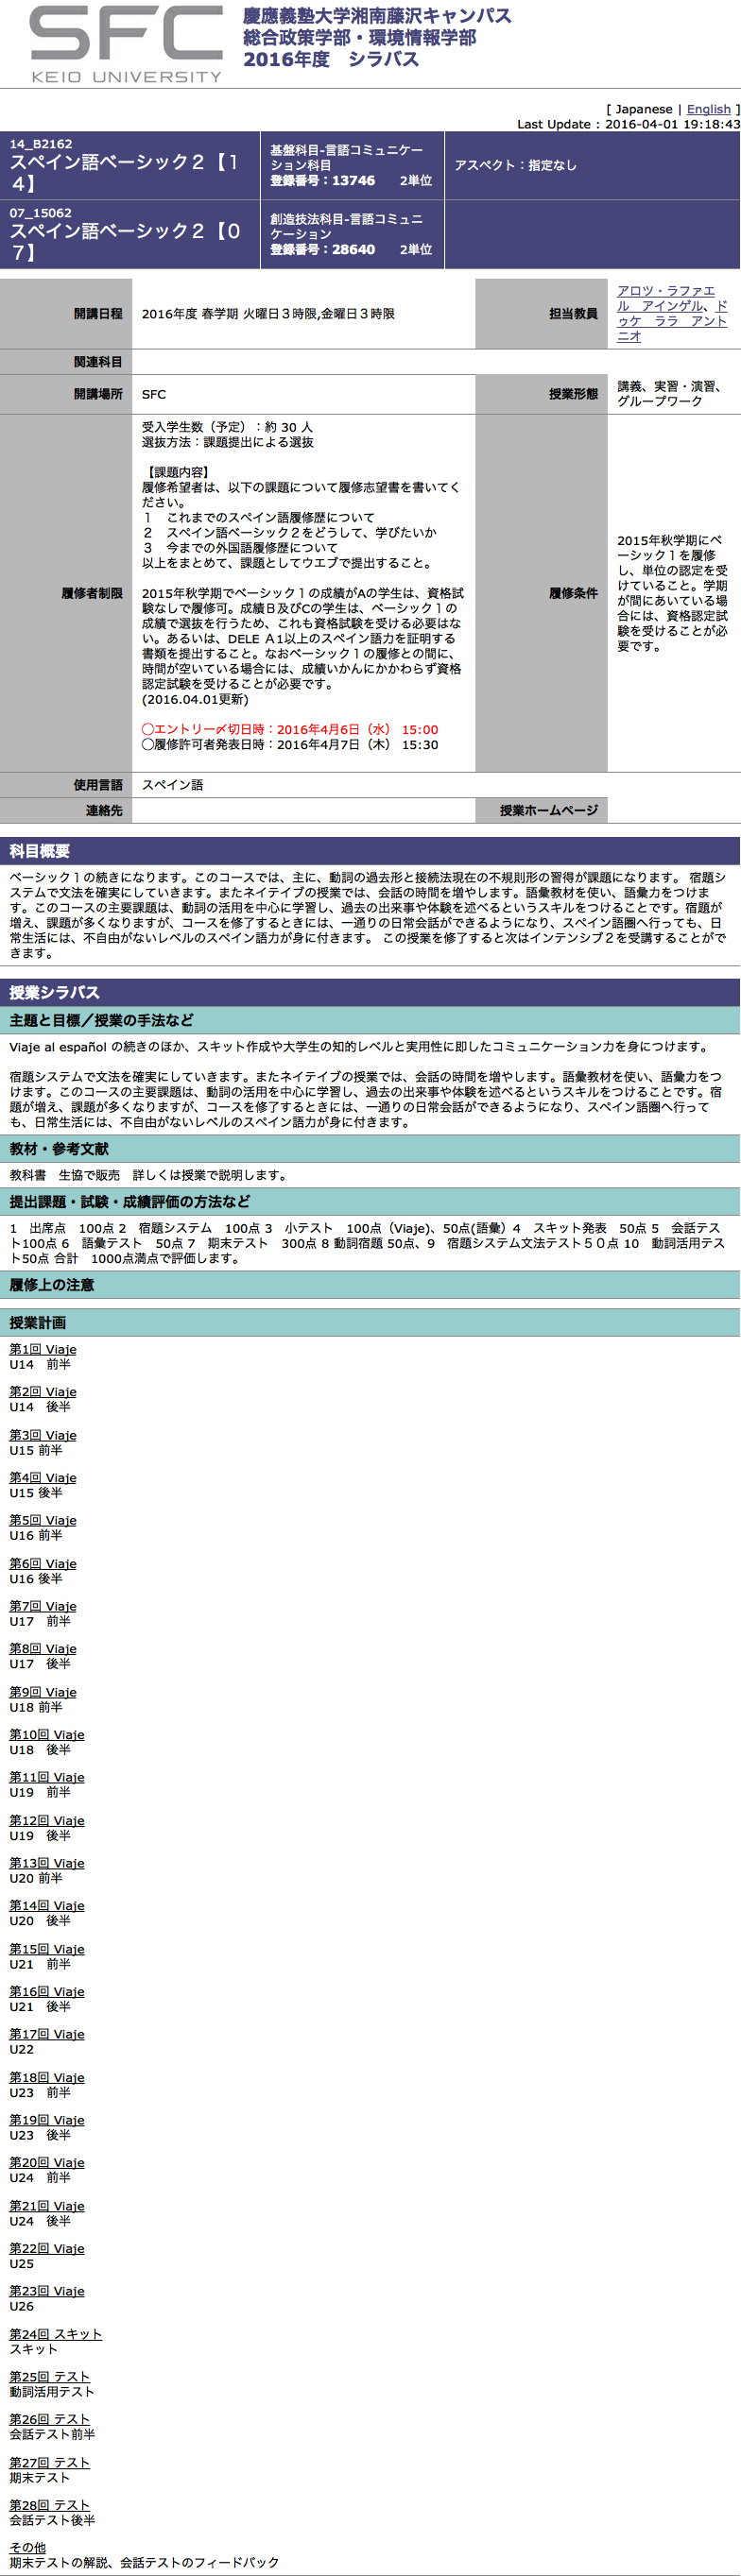 SFC
KEIO UNIVERSITY
慶應義塾大学湘南藤沢キャンパス
総合政策学部・環境情報学部
2016年度　シラバス
[ Japanese | English ]
Last Update : 2016-04-01 19:18:43
14_B2162
スペイン語ベーシック２【１
４】
基盤科目-言語コミュニケー
ション科目
登録番号：13746　　2単位
アスペクト：指定なし
07_15062
スペイン語ベーシック２【０
７】
創造技法科目-言語コミュニ
ケーション
登録番号：28640　　2単位
開講日程
2016年度 春学期 火曜日３時限,金曜日３時限
担当教員
アロツ・ラファエ
ル　アインゲル、ド
ゥケ　ララ　アント
ニオ
関連科目
開講場所
SFC
授業形態
講義、実習・演習、
グループワーク
履修者制限
受入学生数（予定）：約 30 人
選抜方法：課題提出による選抜
【課題内容】
履修希望者は、以下の課題について履修志望書を書いてく
ださい。
１　これまでのスペイン語履修歴について
２　スペイン語ベーシック２をどうして、学びたいか
３　今までの外国語履修歴について
以上をまとめて、課題としてウエブで提出すること。
2015年秋学期でベーシック１の成績がAの学生は、資格試
験なしで履修可。成績Ｂ及びCの学生は、ベーシック１の
成績で選抜を行うため、これも資格試験を受ける必要はな
い。あるいは、DELE Ａ1以上のスペイン語力を証明する
書類を提出すること。なおベーシック１の履修との間に、
時間が空いている場合には、成績いかんにかかわらず資格
認定試験を受けることが必要です。
(2016.04.01更新)
◯エントリー〆切日時：2016年4月6日（水） 15:00
◯履修許可者発表日時：2016年4月7日（木） 15:30
履修条件
2015年秋学期にベ
ーシック１を履修
し、単位の認定を受
けていること。学期
が間にあいている場
合には、資格認定試
験を受けることが必
要です。
使用言語
スペイン語
連絡先
授業ホームページ
科目概要
ベーシック１の続きになります。このコースでは、主に、動詞の過去形と接続法現在の不規則形の習得が課題になります。 宿題シ
ステムで文法を確実にしていきます。またネイテイブの授業では、会話の時間を増やします。語彙教材を使い、語彙力をつけま
す。このコースの主要課題は、動詞の活用を中心に学習し、過去の出来事や体験を述べるというスキルをつけることです。宿題が
増え、課題が多くなりますが、コースを修了するときには、一通りの日常会話ができるようになり、スペイン語圏へ行っても、日
常生活には、不自由がないレベルのスペイン語力が身に付きます。 この授業を修了すると次はインテンシブ２を受講することがで
きます。
授業シラバス
主題と目標／授業の手法など
Viaje al español の続きのほか、スキット作成や大学生の知的レベルと実用性に即したコミュニケーション力を身につけます。
宿題システムで文法を確実にしていきます。またネイテイブの授業では、会話の時間を増やします。語彙教材を使い、語彙力をつ
けます。このコースの主要課題は、動詞の活用を中心に学習し、過去の出来事や体験を述べるというスキルをつけることです。宿
題が増え、課題が多くなりますが、コースを修了するときには、一通りの日常会話ができるようになり、スペイン語圏へ行って
も、日常生活には、不自由がないレベルのスペイン語力が身に付きます。
教材・参考文献
教科書　生協で販売　詳しくは授業で説明します。
提出課題・試験・成績評価の方法など
1　出席点　100点 2　宿題システム　100点 3　小テスト　100点（Viaje)、50点(語彙）4　スキット発表　50点 5　会話テス
ト100点 6　語彙テスト　50点 7　期末テスト　300点 8 動詞宿題 50点、9　宿題システム文法テスト５０点 10　動詞活用テス
ト50点 合計　1000点満点で評価します。
履修上の注意
授業計画
第1回 Viaje
U14　前半
第2回 Viaje
U14　後半
第3回 Viaje
U15 前半
第4回 Viaje
U15 後半
第5回 Viaje
U16 前半
第6回 Viaje
U16 後半
第7回 Viaje
U17　前半
第8回 Viaje
U17　後半
第9回 Viaje
U18 前半
第10回 Viaje
U18　後半
第11回 Viaje
U19　前半
第12回 Viaje
U19　後半
第13回 Viaje
U20 前半
第14回 Viaje
U20　後半
第15回 Viaje
U21　前半
第16回 Viaje
U21　後半
第17回 Viaje
U22
第18回 Viaje
U23　前半
第19回 Viaje
U23　後半
第20回 Viaje
U24　前半
第21回 Viaje
U24　後半
第22回 Viaje
U25
第23回 Viaje
U26
第24回 スキット
スキット
第25回 テスト
動詞活用テスト
第26回 テスト
会話テスト前半
第27回 テスト
期末テスト
第28回 テスト
会話テスト後半
その他
期末テストの解説、会話テストのフィードバック